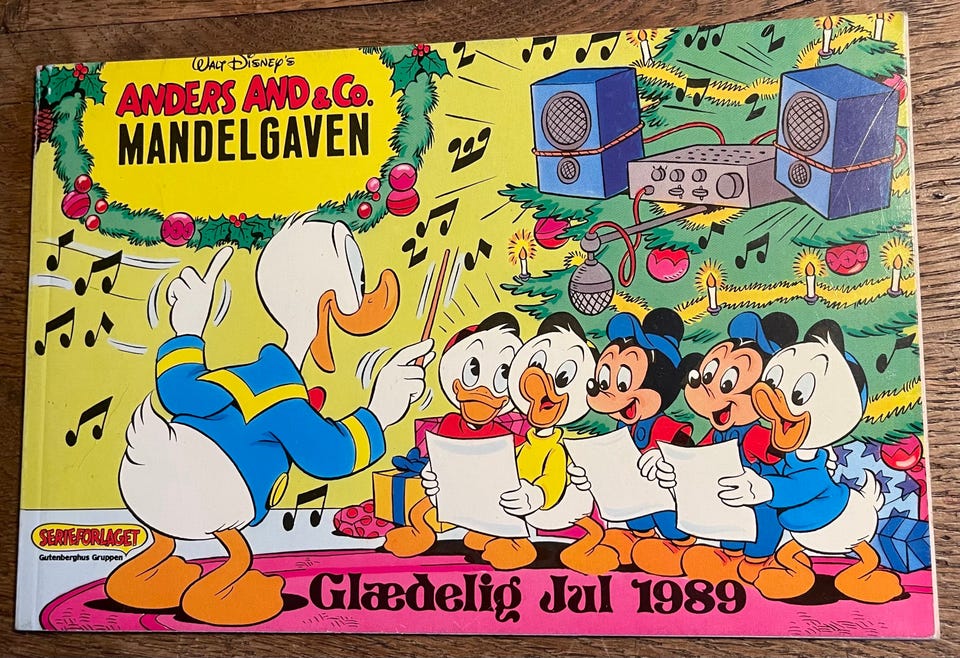 Walt Disney's
ANDERS AND & Co.
MANDELGAVEN
SERIEFORLAGET
Gutenberghus Gruppen
Glædelig Jul 1989